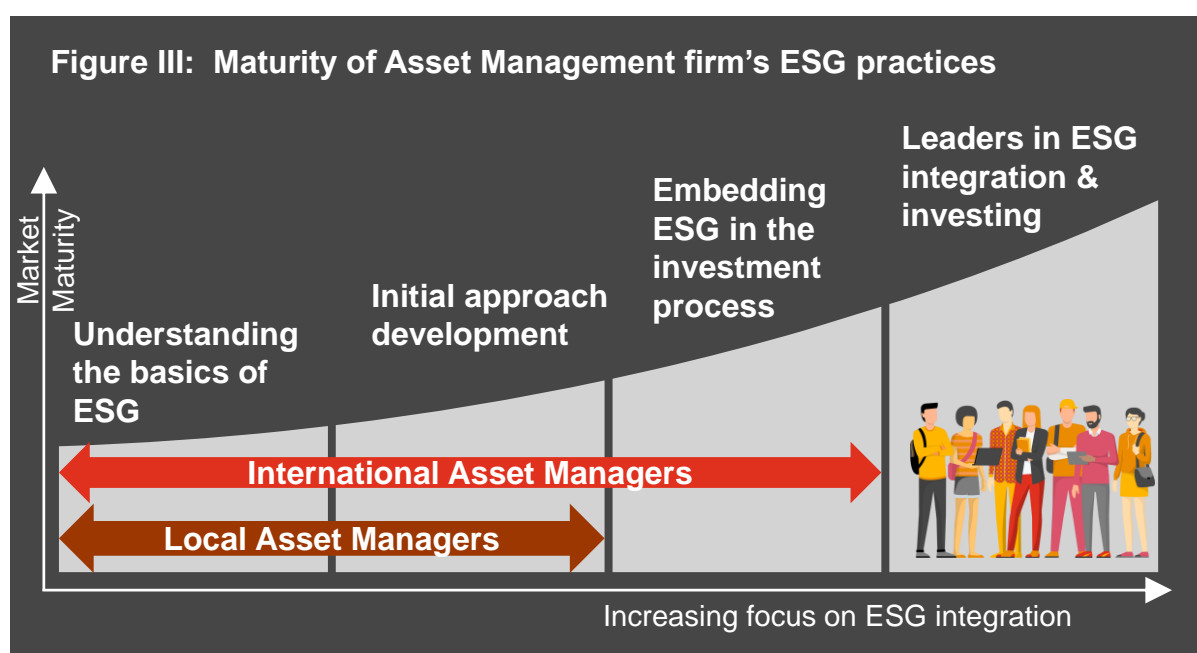 Figure III: Maturity of Asset Management firm's ESG practices
Leaders in ESG
integration &
investing
Embedding
ESG in the
investment
process
Market
Maturity
Initial approach
development
Understanding
the basics of
ESG
International Asset Managers
Local Asset Managers
Increasing focus on ESG integration